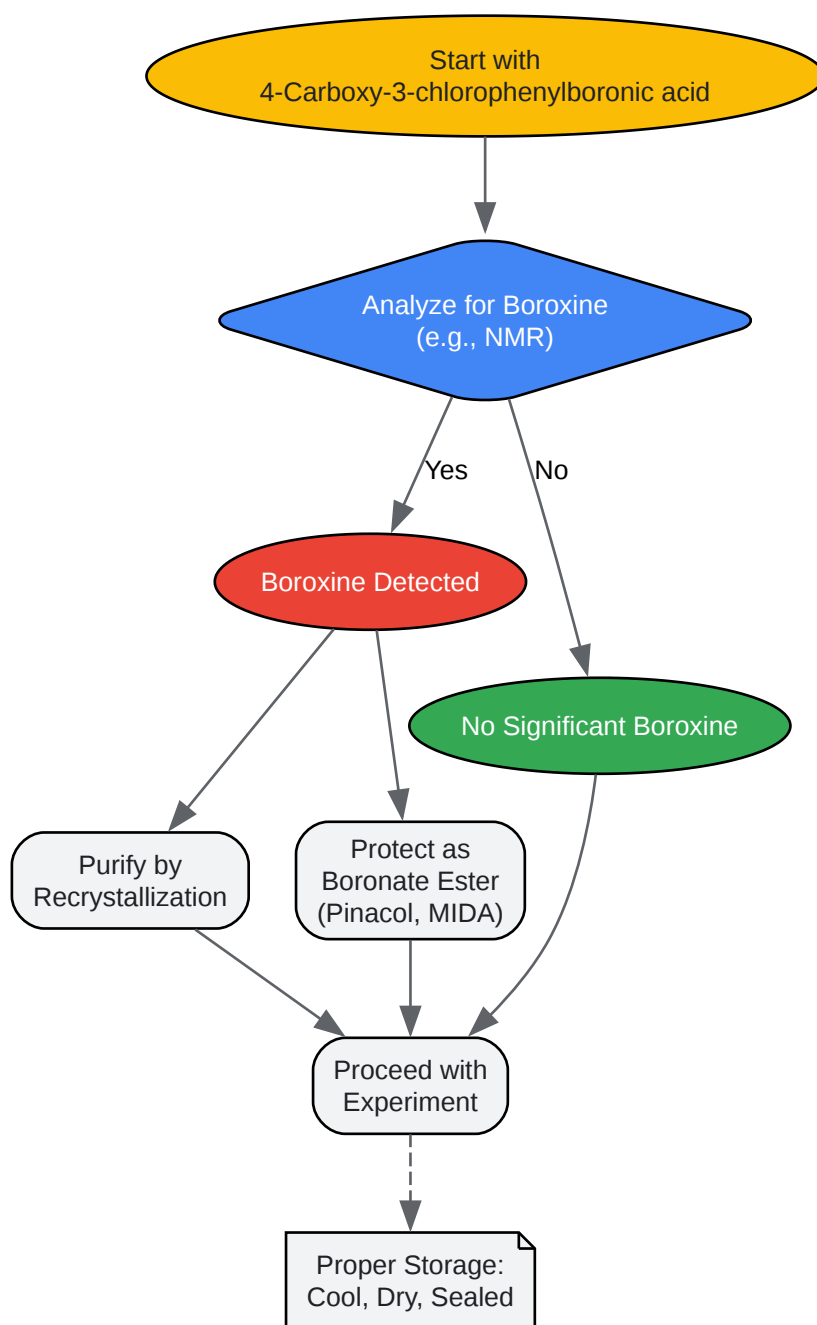 Start with
4-Carboxy-3-chlorophenylboronic acid
Analyze for Boroxine
(e.g., NMR)
Yes
No
Boroxine Detected
No Significant Boroxine
Purify by
Recrystallization
Protect as
Boronate Ester
(Pinacol, MIDA)
Proceed with
Experiment
Proper Storage:
Cool, Dry, Sealed